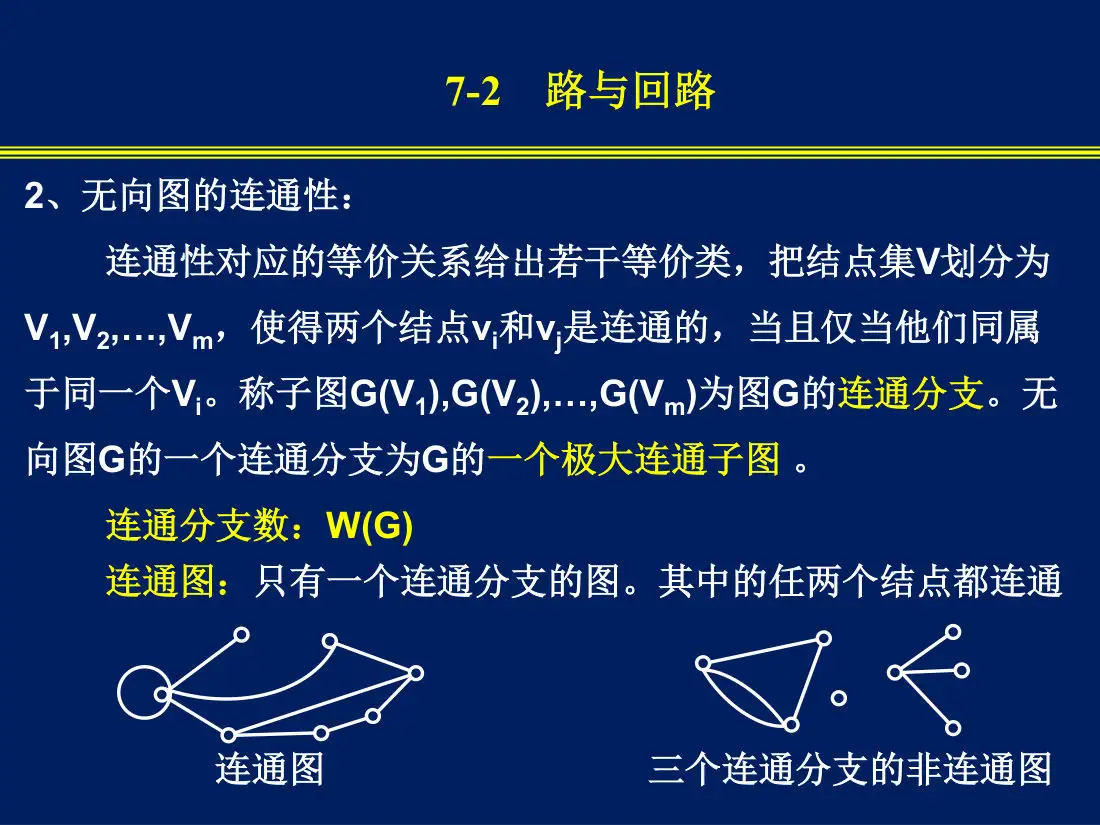 7-2 路与回路
2、无向图的连通性：
连通性对应的等价关系给出若干等价类，把结点集V划分为
V₁,V₂,…,Vₘ，使得两个结点vᵢ和vⱼ是连通的，当且仅当他们同属
于同一个Vᵢ。称子图G(V₁),G(V₂),…,G(Vₘ)为图G的连通分支。无
向图G的一个连通分支为G的一个极大连通子图 。
连通分支数：W(G)
连通图：只有一个连通分支的图。其中的任两个结点都连通
连通图
三个连通分支的非连通图